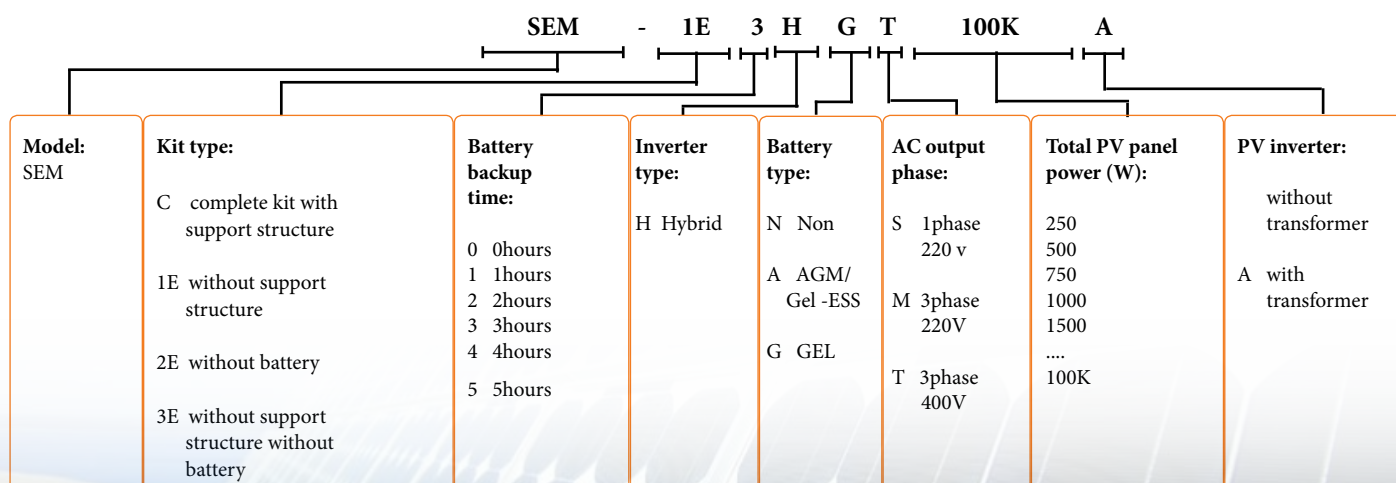 SEM - 1E 3 H G T 100K A
Model:
SEM
Kit type:
C complete kit with
support structure
1E without support
structure
2E without battery
3E without support
structure without
battery
Battery
backup
time:
0 0hours
1 1hours
2 2hours
3 3hours
4 4hours
5 5hours
Inverter
type:
H Hybrid
Battery
type:
N Non
A AGM/
Gel -ESS
G GEL
AC output
phase:
S 1phase
220 v
M 3phase
220V
T 3phase
400V
Total PV panel
power (W):
250
500
750
1000
1500
....
100K
PV inverter:
without
transformer
A with
transformer